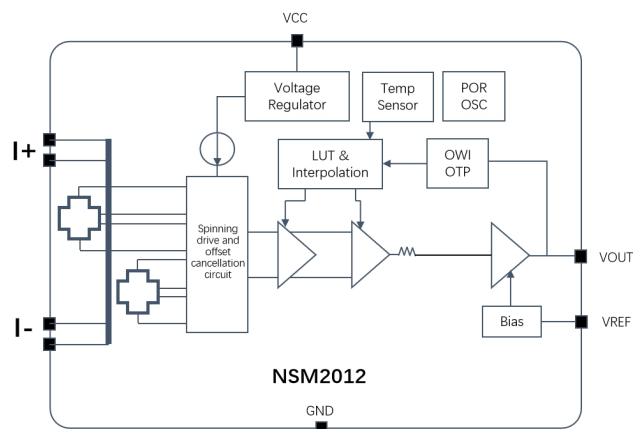 VCC
Voltage
Regulator
Temp
Sensor
POR
OSC
I+
LUT &
Interpolation
OWI
OTP
Spinning
drive and
offset
cancellation
circuit
VOUT
I-
Bias
VREF
NSM2012
GND